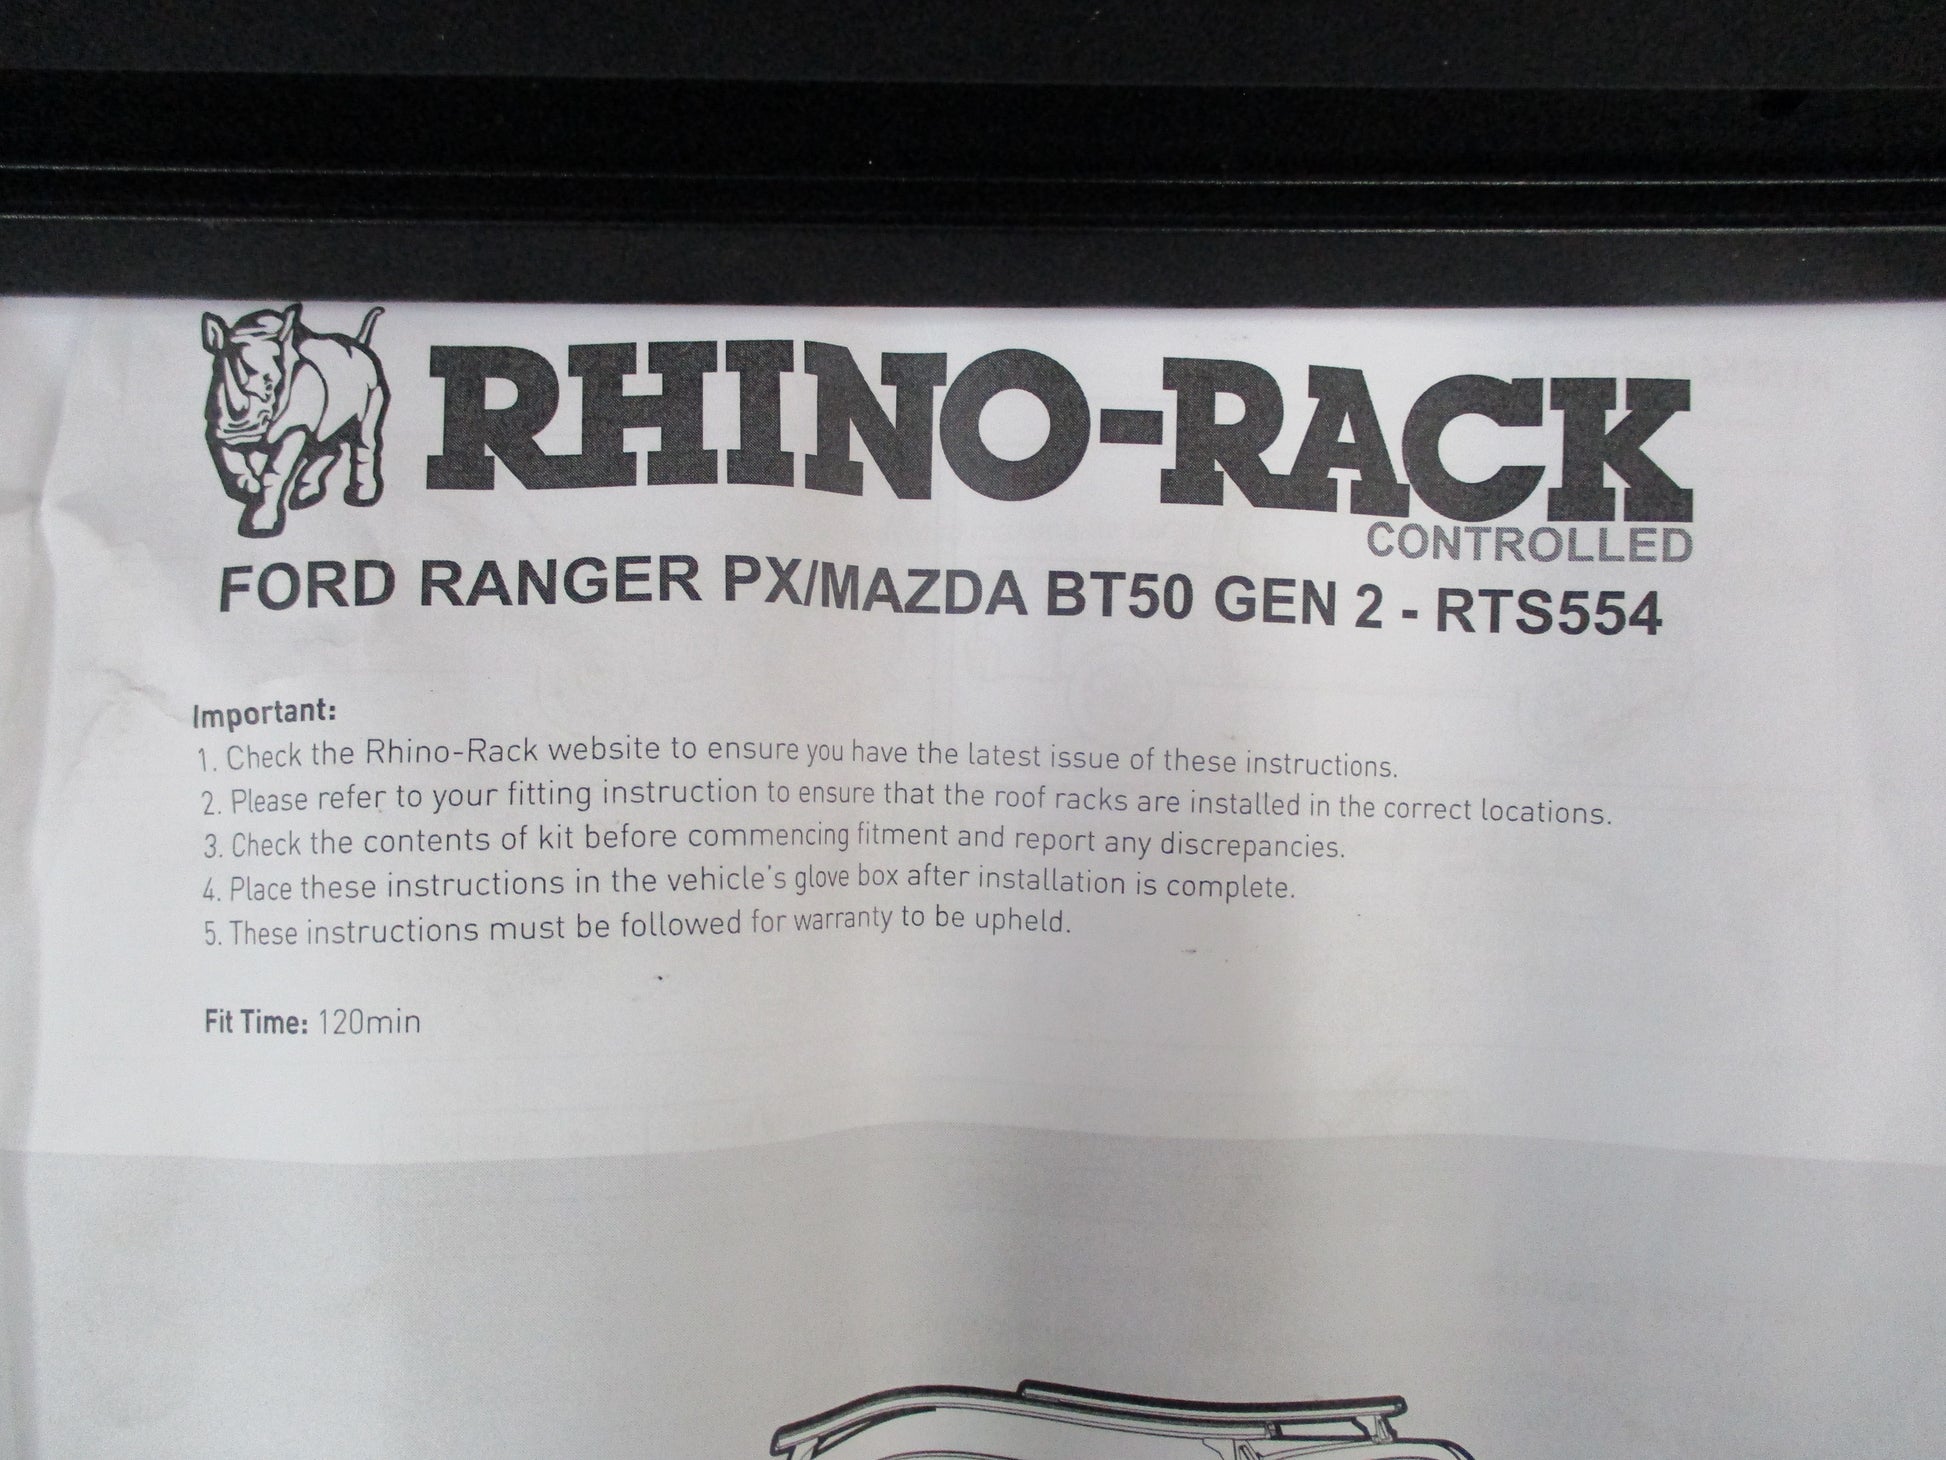 RHINO-RACK
CONTROLLED
FORD RANGER PX/MAZDA BT50 GEN 2 - RTS554
Important:
1. Check the Rhino-Rack website to ensure you have the latest issue of these instructions.
2. Please refer to your fitting instruction to ensure that the roof racks are installed in the correct locations.
3. Check the contents of kit before commencing fitment and report any discrepancies.
4. Place these instructions in the vehicle's glove box after installation is complete.
5. These instructions must be followed for warranty to be upheld.
Fit Time: 120min